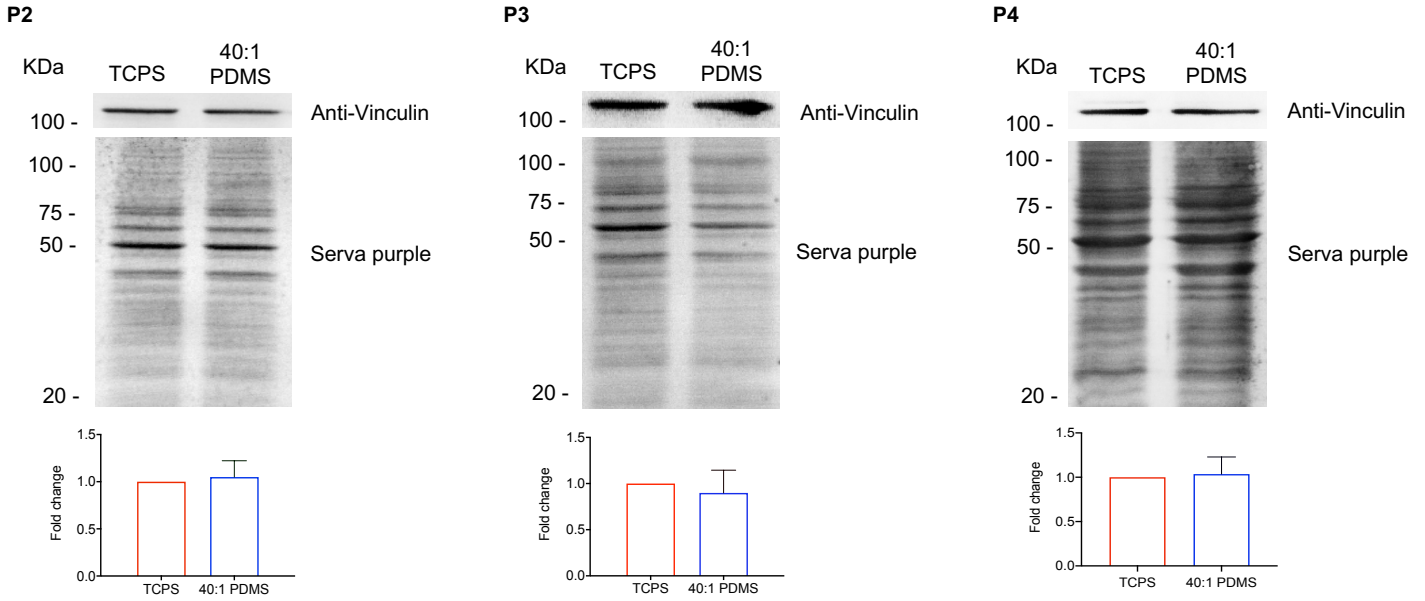 P2
KDa
TCPS
40:1
PDMS
100 -
Anti-Vinculin
100 -
75 -
50 -
Serva purple
20 -
1.5
1.0
0.5
0.0
Fold change
TCPS
40:1 PDMS
P3
KDa
TCPS
40:1
PDMS
100 -
Anti-Vinculin
100 -
75 -
50 -
Serva purple
20 -
1.5
1.0
0.5
0.0
Fold change
TCPS
40:1 PDMS
P4
KDa
TCPS
40:1
PDMS
100 -
Anti-Vinculin
100 -
75 -
50 -
Serva purple
20 -
1.5
1.0
0.5
0.0
Fold change
TCPS
40:1 PDMS